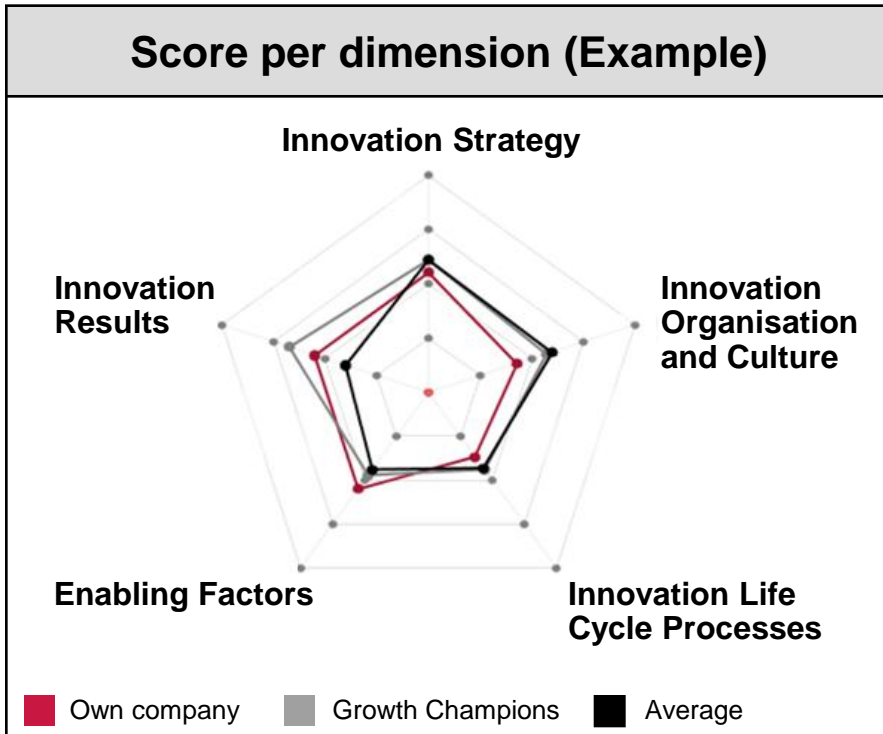 Score per dimension (Example)
Innovation Strategy
Innovation
Results
Innovation
Organisation
and Culture
Enabling Factors
Innovation Life
Cycle Processes
Own company
Growth Champions
Average